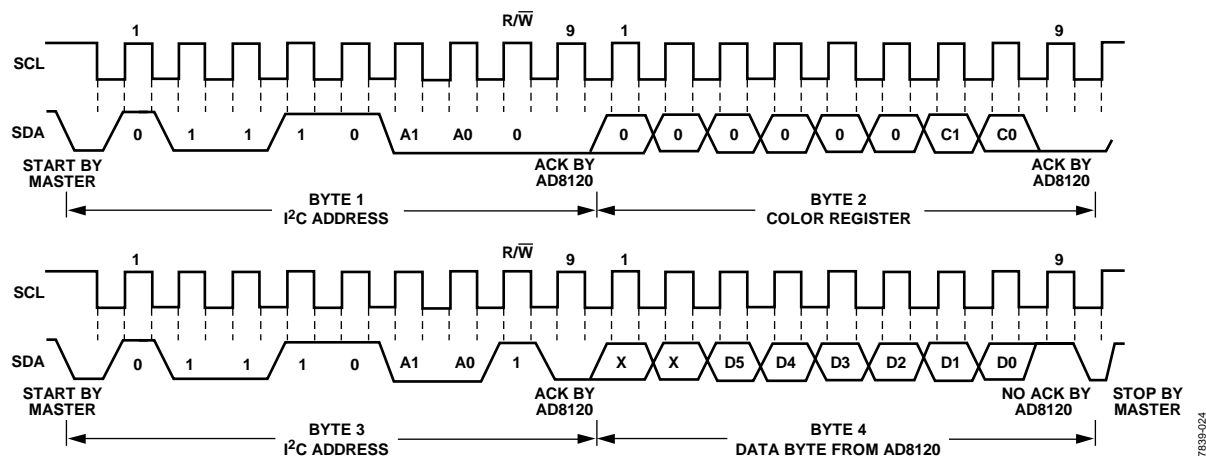 R/W
1 9 1 9
SCL
SDA 0 1 1 1 0 A1 A0 0 0 0 0 0 0 0 C1 C0
START BY MASTER
ACK BY AD8120
ACK BY AD8120
BYTE 1
I²C ADDRESS
BYTE 2
COLOR REGISTER
R/W
1 9 1 9
SCL
SDA 0 1 1 1 0 A1 A0 1 X X D5 D4 D3 D2 D1 D0
START BY MASTER
ACK BY AD8120
NO ACK BY AD8120
STOP BY MASTER
BYTE 3
I²C ADDRESS
BYTE 4
DATA BYTE FROM AD8120
7839-024